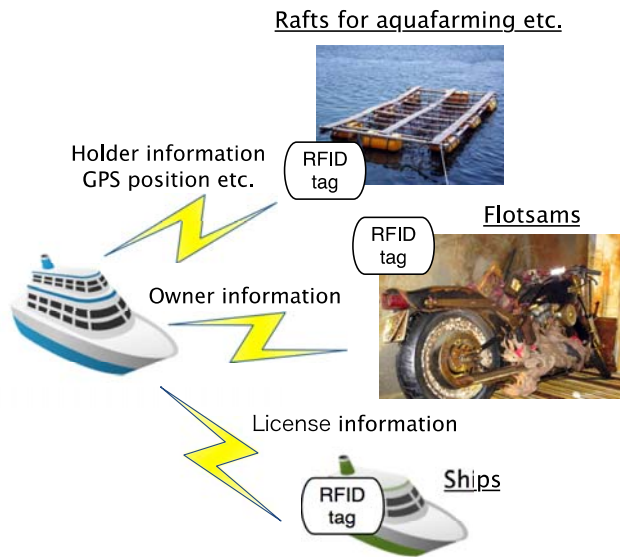 Rafts for aquafarming etc.
RFID
tag
Holder information
GPS position etc.
Flotsams
RFID
tag
Owner information
License information
Ships
RFID
tag